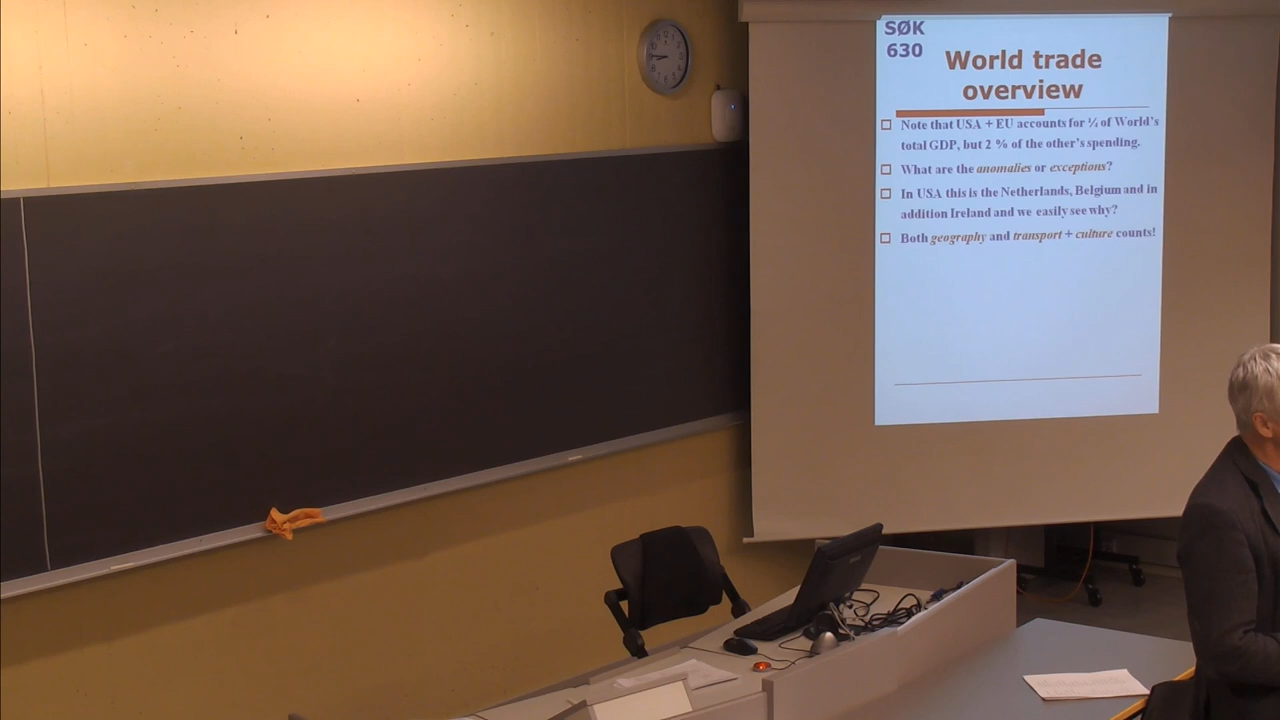 SØK
630
World trade
overview
Note that USA + EU accounts for ¼ of World's
total GDP, but 2 % of the other's spending.
What are the anomalies or exceptions?
In USA this is the Netherlands, Belgium and in
addition Ireland and we easily see why?
Both geography and transport + culture counts!